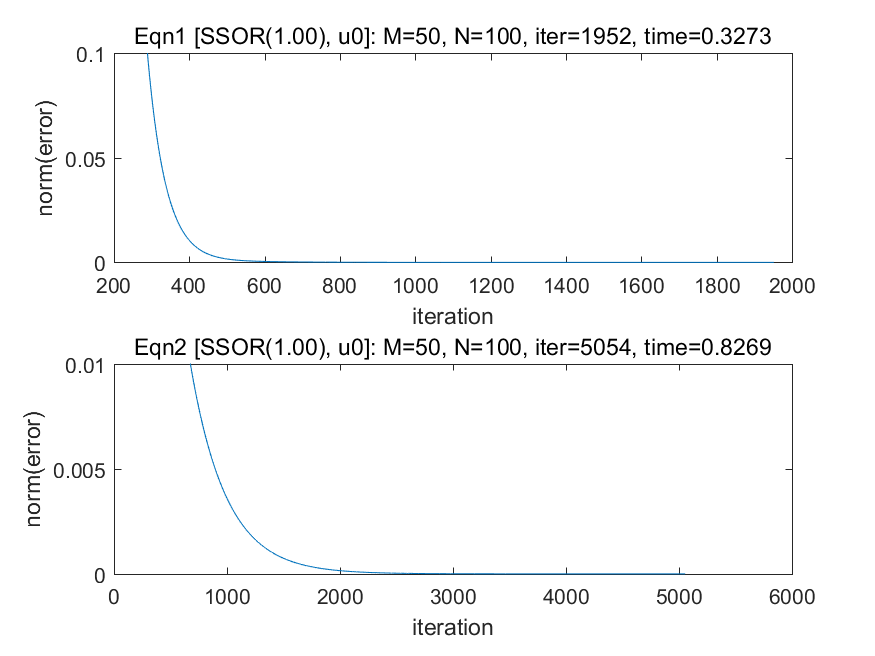 Eqn1 [SSOR(1.00), u0]: M=50, N=100, iter=1952, time=0.3273
0.1
0.05
0
norm(error)
200 400 600 800 1000 1200 1400 1600 1800 2000
iteration
Eqn2 [SSOR(1.00), u0]: M=50, N=100, iter=5054, time=0.8269
0.01
0.005
0
norm(error)
0 1000 2000 3000 4000 5000 6000
iteration